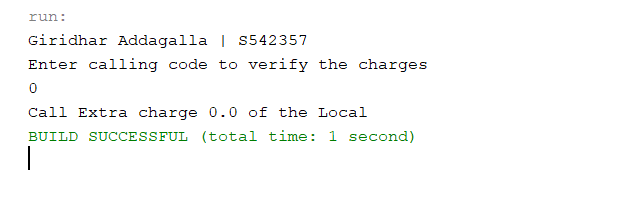 run:
Giridhar Addagalla | S542357
Enter calling code to verify the charges
0
Call Extra charge 0.0 of the Local
BUILD SUCCESSFUL (total time: 1 second)